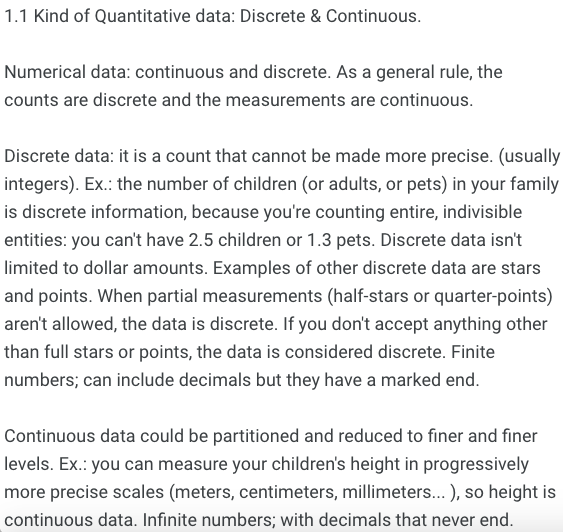 1.1 Kind of Quantitative data: Discrete & Continuous.
Numerical data: continuous and discrete. As a general rule, the
counts are discrete and the measurements are continuous.
Discrete data: it is a count that cannot be made more precise. (usually
integers). Ex.: the number of children (or adults, or pets) in your family
is discrete information, because you're counting entire, indivisible
entities: you can't have 2.5 children or 1.3 pets. Discrete data isn't
limited to dollar amounts. Examples of other discrete data are stars
and points. When partial measurements (half-stars or quarter-points)
aren't allowed, the data is discrete. If you don't accept anything other
than full stars or points, the data is considered discrete. Finite
numbers; can include decimals but they have a marked end.
Continuous data could be partitioned and reduced to finer and finer
levels. Ex.: you can measure your children's height in progressively
more precise scales (meters, centimeters, millimeters... ), so height is
continuous data. Infinite numbers; with decimals that never end.